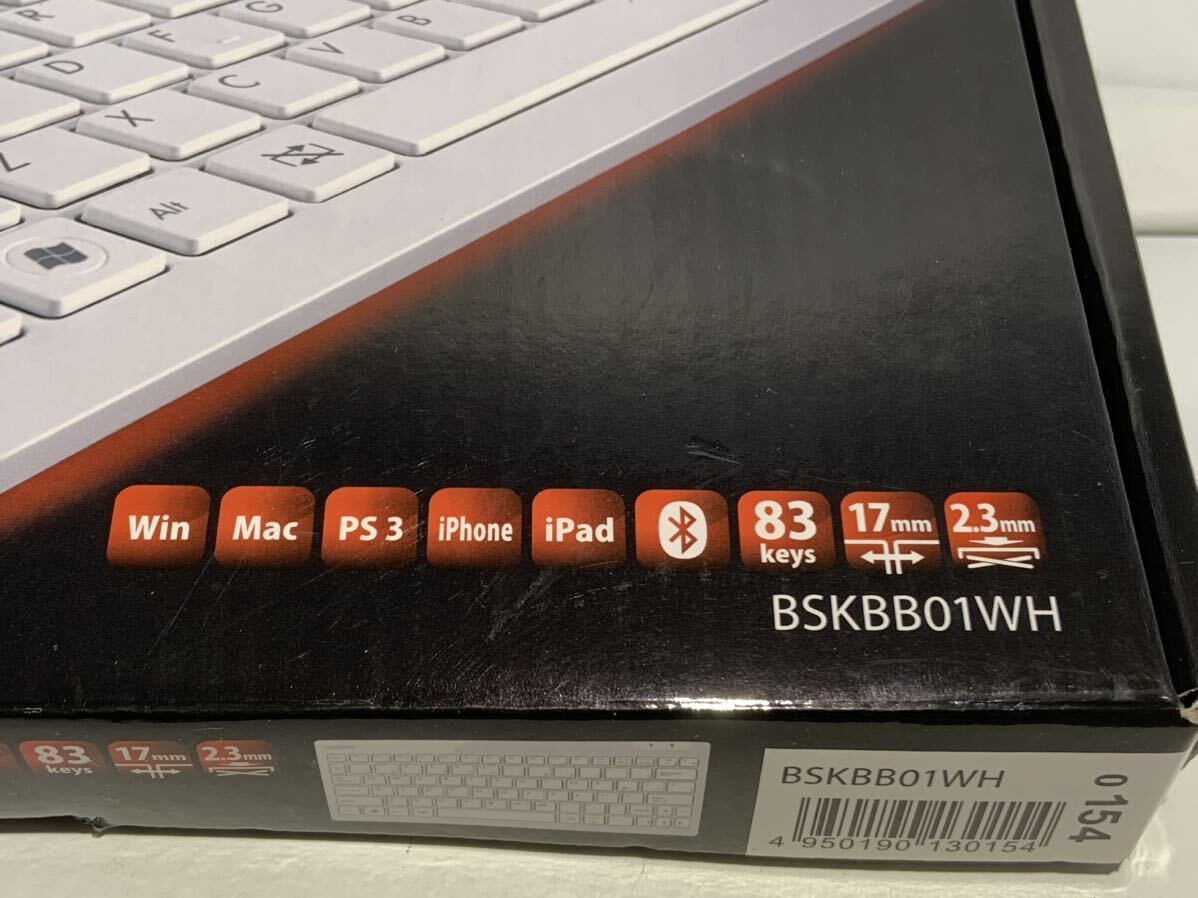 R F V B
D C
X
Z
Alt
Win Mac PS 3 iPhone iPad 83 keys 17mm 2.3mm
BSKBB01WH
83 keys 17mm 2.3mm
BSKBB01WH
0154
4 950190 130154